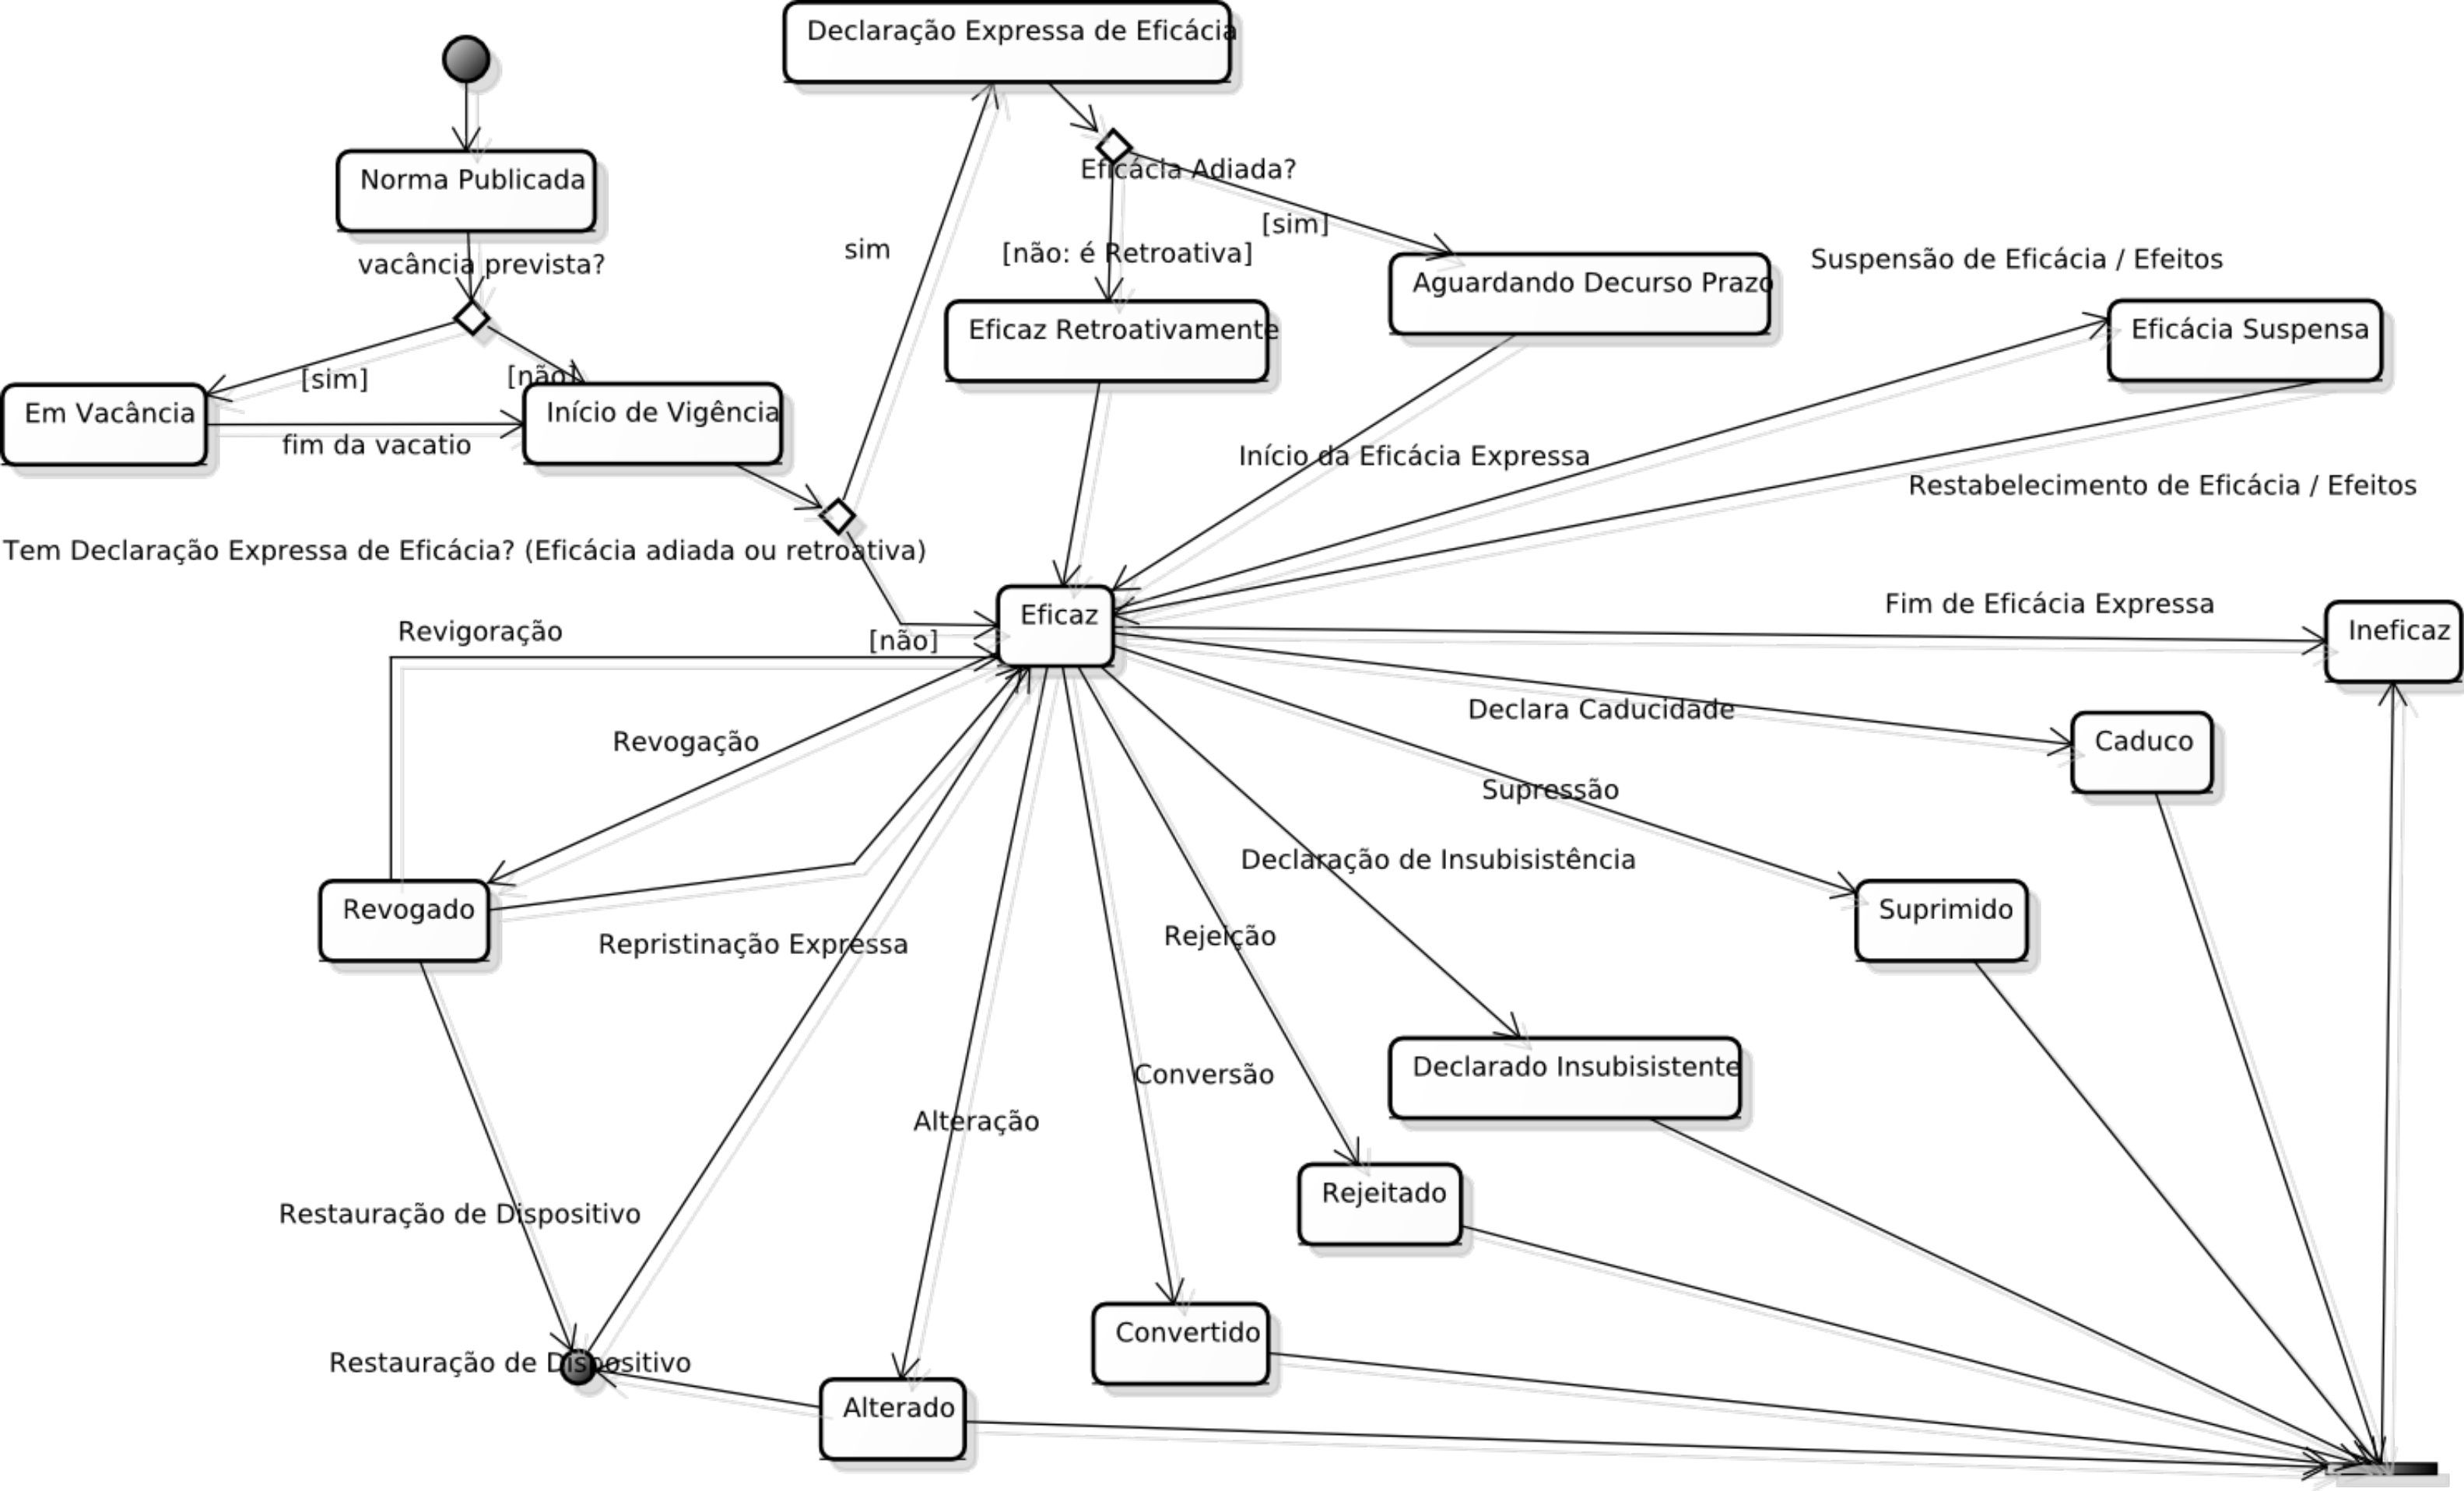 Declaração Expressa de Eficácia
Norma Publicada
Eficácia Adiada?
[sim]
sim
[não: é Retroativa]
vacância prevista?
Suspensão de Eficácia / Efeitos
Aguardando Decurso Prazo
Eficaz Retroativamente
Eficácia Suspensa
[sim]
[não]
Em Vacância
Início de Vigência
fim da vacatio
Início da Eficácia Expressa
Restabelecimento de Eficácia / Efeitos
Tem Declaração Expressa de Eficácia? (Eficácia adiada ou retroativa)
Fim de Eficácia Expressa
Eficaz
Ineficaz
Revigoração
[não]
Declara Caducidade
Revogação
Caduco
Supressão
Declaração de Insubisistência
Revogado
Suprimido
Rejeição
Repristinação Expressa
Declarado Insubisistente
Conversão
Alteração
Rejeitado
Restauração de Dispositivo
Convertido
Restauração de Dispositivo
Alterado